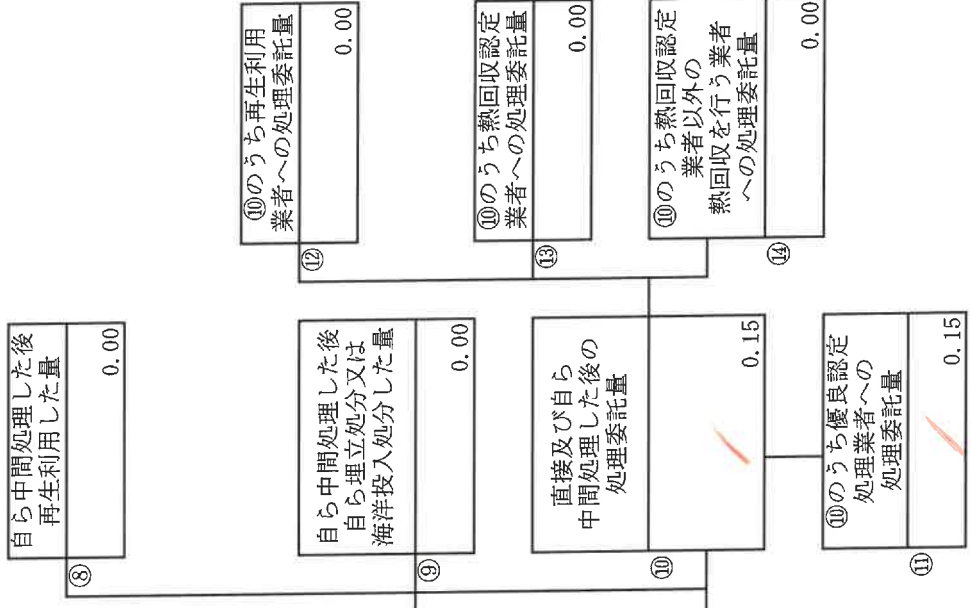 ⑧
自ら中間処理した後
再生利用した量
0.00
⑨
自ら中間処理した後
自ら埋立処分又は
海洋投入処分した量
0.00
⑩
直接及び自ら
中間処理した後の
処理委託量
0.15
⑪
⑩のうち優良認定
処理業者への
処理委託量
0.15
⑫
⑩のうち再生利用
業者への処理委託量
0.00
⑬
⑩のうち熱回収認定
業者への処理委託量
0.00
⑭
⑩のうち熱回収認定
業者以外の
熱回収を行う業者
への処理委託量
0.00